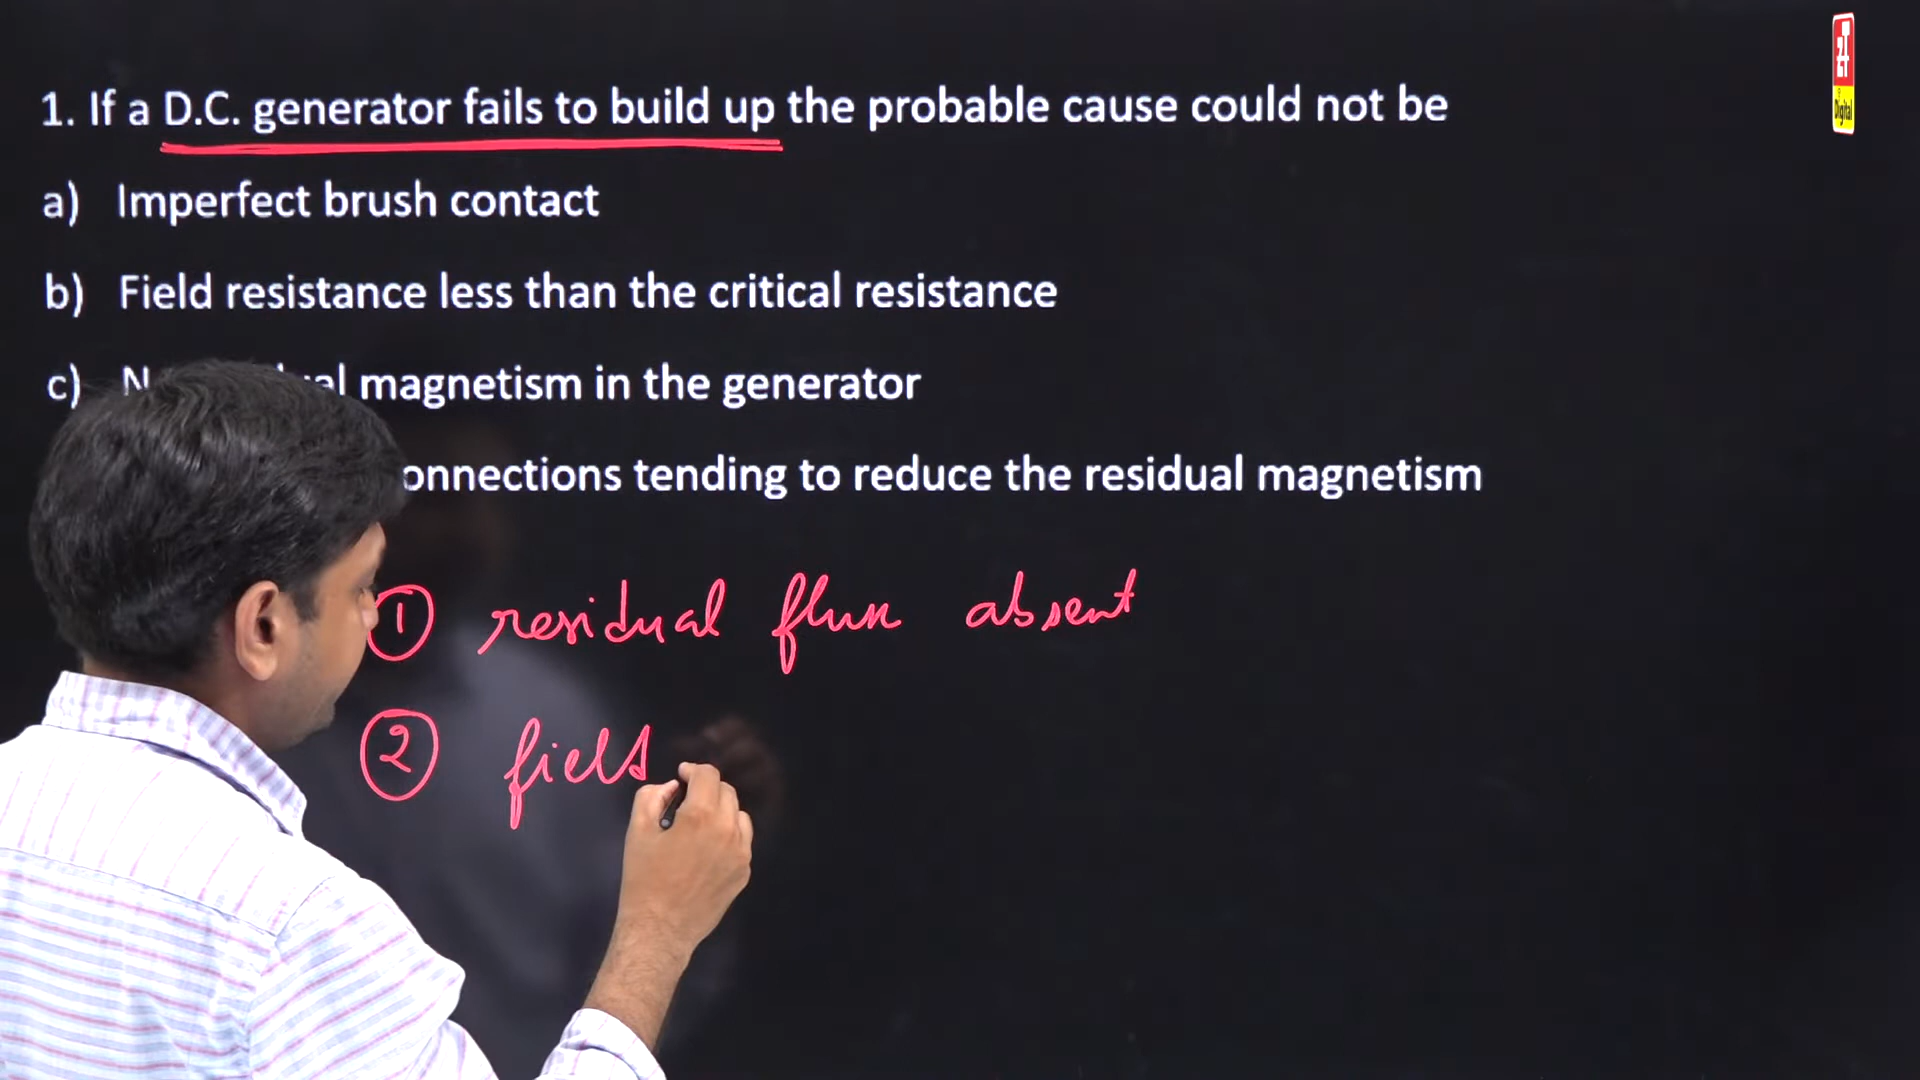 1. If a D.C. generator fails to build up the probable cause could not be
a) Imperfect brush contact
b) Field resistance less than the critical resistance
c) magnetism in the generator
onnections tending to reduce the residual magnetism
1 residual flux absent
2 field
Digital